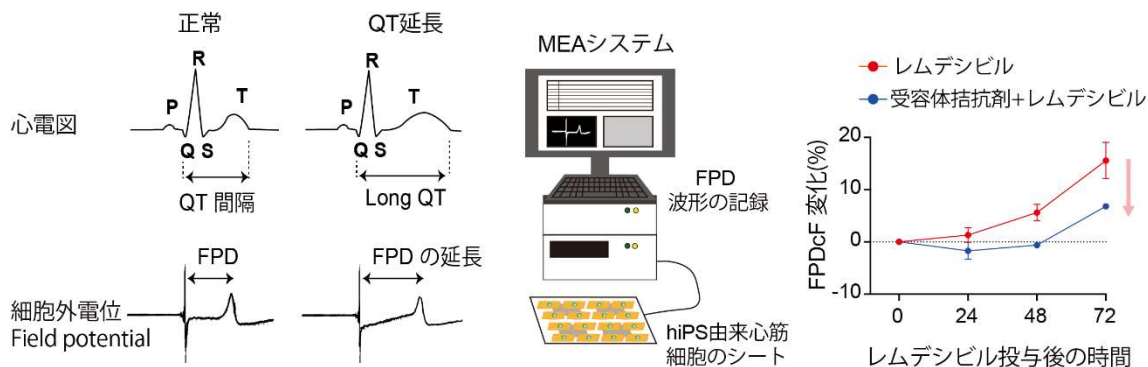 正常
QT延長
心電図
R
P
T
Q S
QT 間隔
R
P
T
Q S
Long QT
細胞外電位
Field potential
FPD
FPD の延長
MEAシステム
FPD
波形の記録
hiPS由来心筋
細胞のシート
レムデシビル
受容体拮抗剤+レムデシビル
FPDcF 変化(%)
20
10
0
-10
0 24 48 72
レムデシビル投与後の時間